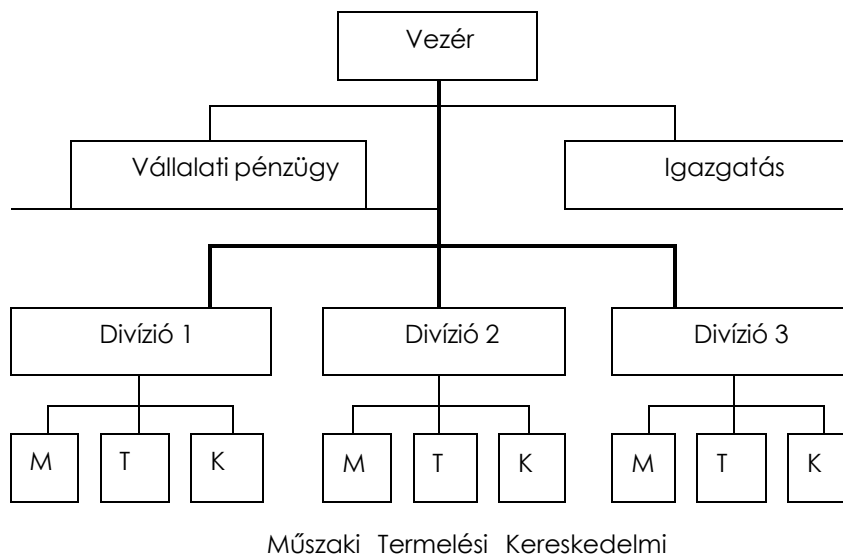 Vezér
Vállalati pénzügy Igazgatás
Divízió 1 Divízió 2 Divízió 3
M T K M T K M T K
Műszaki Termelési Kereskedelmi